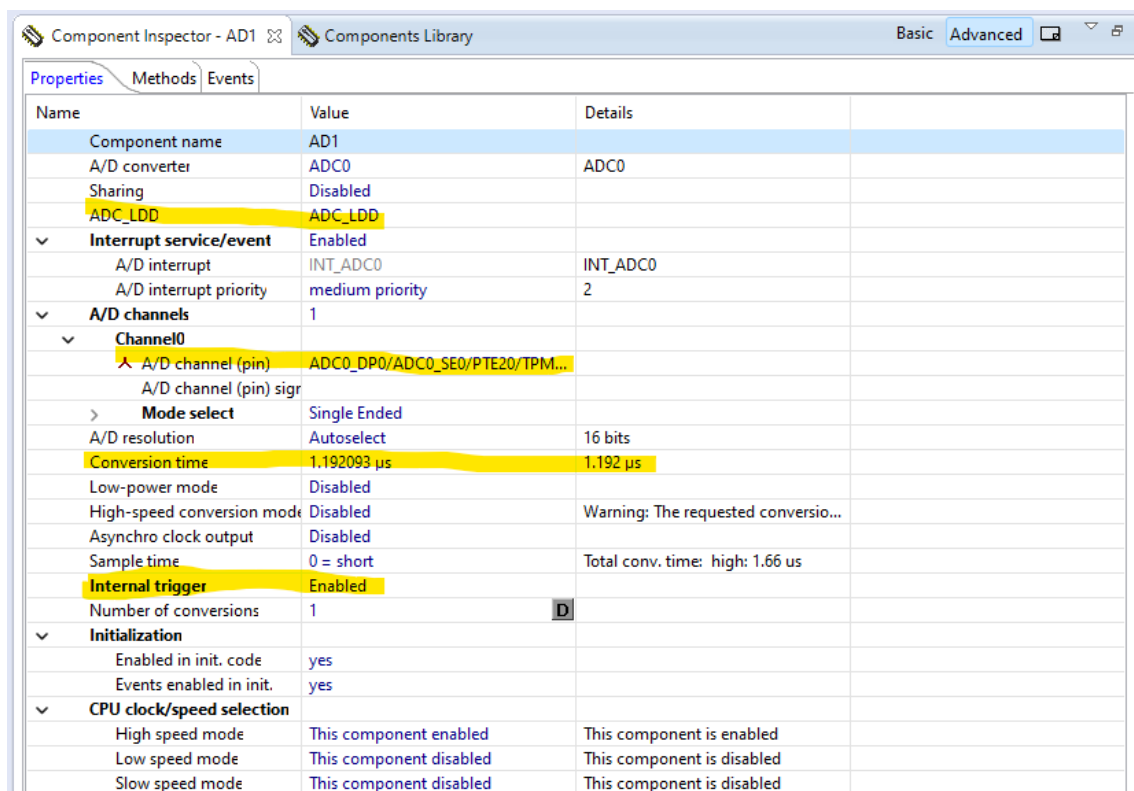 Component Inspector - AD1 Components Library Basic Advanced
Properties Methods Events
Name Value Details
Component name AD1
A/D converter ADC0 ADC0
Sharing Disabled
ADC_LDD ADC_LDD
Interrupt service/event Enabled
A/D interrupt INT_ADC0 INT_ADC0
A/D interrupt priority medium priority 2
A/D channels 1
Channel0
A/D channel (pin) ADC0_DP0/ADC0_SE0/PTE20/TPM...
A/D channel (pin) sigr
Mode select Single Ended
A/D resolution Autoselect 16 bits
Conversion time 1.192093 µs 1.192 µs
Low-power mode Disabled
High-speed conversion mode Disabled Warning: The requested conversio...
Asynchro clock output Disabled
Sample time 0 = short Total conv. time: high: 1.66 us
Internal trigger Enabled
Number of conversions 1 D
Initialization
Enabled in init. code yes
Events enabled in init. yes
CPU clock/speed selection
High speed mode This component enabled This component is enabled
Low speed mode This component disabled This component is disabled
Slow speed mode This component disabled This component is disabled